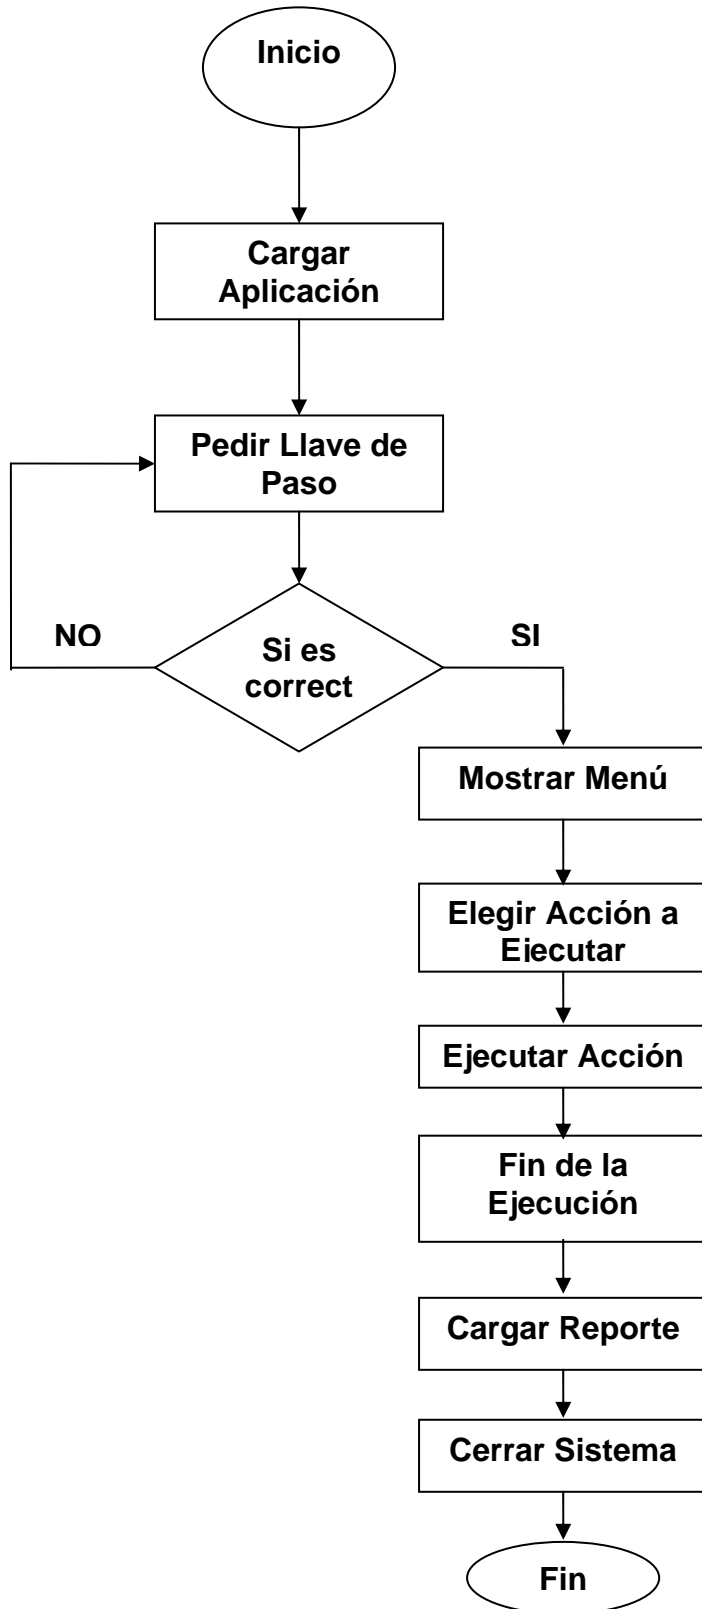 Inicio
Cargar
Aplicación
Pedir Llave de
Paso
NO
SI
Si es
correct
Mostrar Menú
Elegir Acción a
Ejecutar
Ejecutar Acción
Fin de la
Ejecución
Cargar Reporte
Cerrar Sistema
Fin